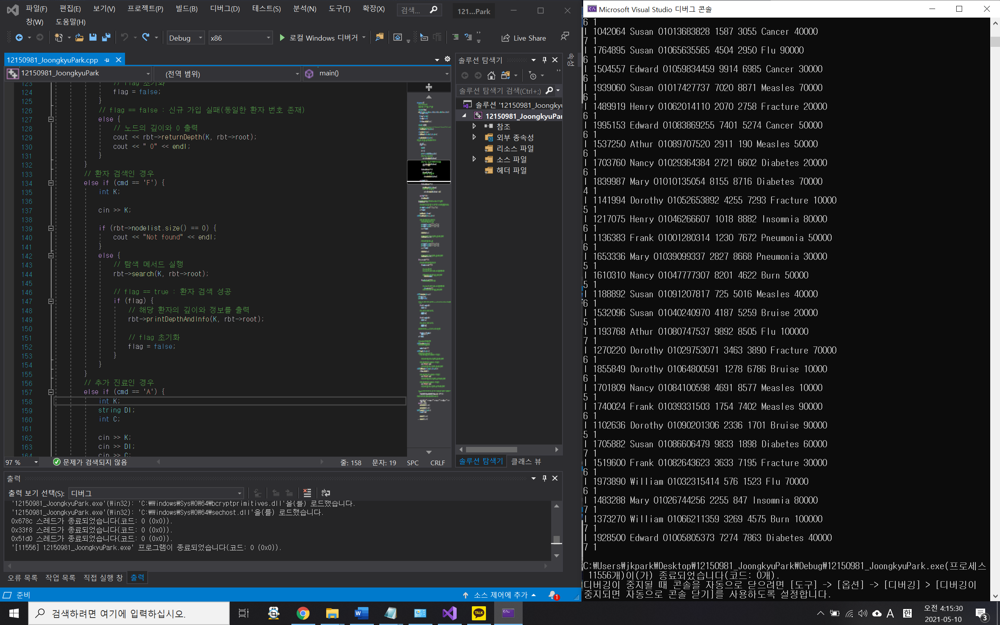 파일(F) 편집(E) 보기(V) 프로젝트(P) 빌드(B) 디버그(D) 테스트(S) 분석(N) 도구(T) 확장(X) 검색... 121...Park
창(W) 도움말(H)
Debug x86 로컬 Windows 디버거 Live Share
12150981_JoongkyuPark.cpp
12150981_JoongkyuPark (전역 범위) main()
123 // flag 초기화
124 flag = false;
125 }
126 // flag == false : 신규 가입 실패(동일한 환자 번호 존재)
127 else {
128 // 노드의 깊이와 0 출력
129 cout << rbt->returnDepth(K, rbt->root);
130 cout << " 0" << endl;
131 }
132 }
133 // 환자 검색인 경우
134 else if (cmd == 'F') {
135 int K;
136
137 cin >> K;
138
139 if (rbt->nodelist.size() == 0) {
140 cout << "Not found" << endl;
141 }
142 else {
143 // 탐색 메서드 실행
144 rbt->search(K, rbt->root);
145
146 // flag == true : 환자 검색 성공
147 if (flag) {
148 // 해당 환자의 깊이와 정보를 출력
149 rbt->printDepthAndInfo(K, rbt->root);
150
151 // flag 초기화
152 flag = false;
153 }
154 }
155 }
156 // 추가 진료인 경우
157 else if (cmd == 'A') {
158 int K;
159 string DI;
160 int C;
161
162 cin >> K;
163 cin >> DI;
164 cin >> C;
97 % 문제가 검색되지 않음 줄: 158 문자: 19 SPC CRLF
솔루션 탐색기
속성
솔루션 탐색기 검색(Ctrl+;)
솔루션 '12150981_Joongkyu
12150981_JoongkyuPar
참조
외부 종속성
리소스 파일
소스 파일
헤더 파일
솔루션 탐색기 클래스 뷰
출력
출력 보기 선택(S): 디버그
'12150981_JoongkyuPark.exe'(Win32): 'C:₩Windows₩SysWOW64₩bcryptprimitives.dll'을(를) 로드했습니다.
'12150981_JoongkyuPark.exe'(Win32): 'C:₩Windows₩SysWOW64₩sechost.dll'을(를) 로드했습니다.
0x678c 스레드가 종료되었습니다(코드: 0 (0x0)).
0x33f8 스레드가 종료되었습니다(코드: 0 (0x0)).
0x51d0 스레드가 종료되었습니다(코드: 0 (0x0)).
'[11556] 12150981_JoongkyuPark.exe' 프로그램이 종료되었습니다(코드: 0 (0x0)).
오류 목록 작업 목록 직접 실행 창 출력
준비 소스 제어에 추가 1
Microsoft Visual Studio 디버그 콘솔
6 1
I 1042064 Susan 01013683828 1587 3055 Cancer 40000
7 1
I 1764895 Susan 01065635565 4504 2950 Flu 90000
6 1
I 1504557 Edward 01059834459 9914 6985 Cancer 30000
6 1
I 1939060 Susan 01017427737 7020 8871 Measles 70000
6 1
I 1489919 Henry 01062014110 2070 2758 Fracture 20000
6 1
I 1995153 Edward 01083869255 7401 5274 Cancer 50000
6 1
I 1537250 Athur 01089707520 2911 190 Measles 50000
6 1
I 1703760 Nancy 01029364384 2721 6602 Diabetes 20000
6 1
I 1839987 Mary 01010135054 8155 8716 Diabetes 70000
4 1
I 1141994 Dorothy 01052653892 4255 7293 Fracture 10000
5 1
I 1217075 Henry 01046266607 1018 8882 Insomnia 80000
6 1
I 1136383 Frank 01001280314 1230 7672 Pneumonia 50000
6 1
I 1653336 Mary 01039099337 2827 8668 Pneumonia 30000
5 1
I 1610310 Nancy 01047777307 8201 4622 Burn 50000
5 1
I 1188892 Susan 01091207817 725 5016 Measles 40000
6 1
I 1532096 Susan 01040240970 4187 5259 Bruise 20000
5 1
I 1193768 Athur 01080747537 9892 8505 Flu 100000
7 1
I 1270220 Dorothy 01029753071 3463 3890 Fracture 70000
6 1
I 1855849 Dorothy 01064800591 1278 6786 Bruise 10000
6 1
I 1701809 Nancy 01084100598 4691 8577 Measles 10000
5 1
I 1740024 Frank 01039331503 1754 7402 Measles 90000
6 1
I 1102636 Dorothy 01090201306 2336 1701 Bruise 90000
5 1
I 1705882 Susan 01086606479 9833 1898 Diabetes 60000
7 1
I 1519600 Frank 01082643623 3633 7195 Fracture 30000
6 1
I 1973890 William 01032315414 576 1523 Flu 70000
6 1
I 1483288 Mary 01026744256 2255 847 Insomnia 80000
7 1
I 1373270 William 01066211359 3269 4575 Burn 100000
7 1
I 1928500 Edward 01005805373 7274 7863 Diabetes 40000
7 1
C:₩Users₩jkpark₩Desktop₩12150981_JoongkyuPark₩Debug₩12150981_JoongkyuPark.exe(프로세스
11556개)이(가) 종료되었습니다(코드: 0개).
디버깅이 중지될 때 콘솔을 자동으로 닫으려면 [도구] -> [옵션] -> [디버깅] > [디버깅이
중지되면 자동으로 콘솔 닫기]를 사용하도록 설정합니다.
검색하려면 여기에 입력하십시오. TALK A 한 오전 4:15:30
2021-05-10 3